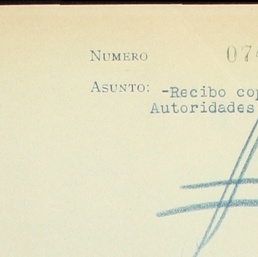 NUMERO 07
ASUNTO: -Recibo cop
Autoridades